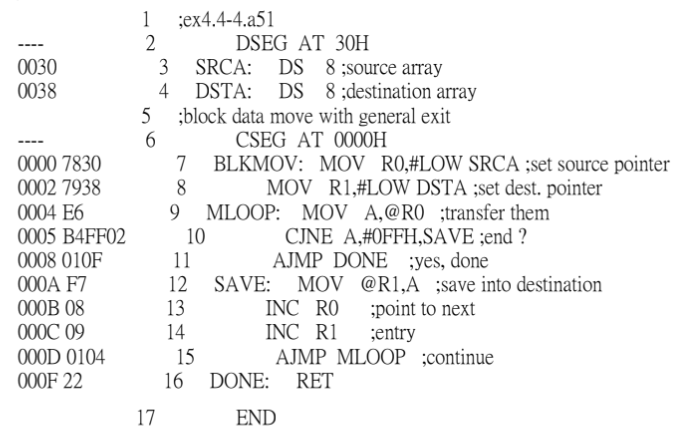 1 ;ex4.4-4.a51
---- 2 DSEG AT 30H
0030 3 SRCA: DS 8 ;source array
0038 4 DSTA: DS 8 ;destination array
5 ;block data move with general exit
---- 6 CSEG AT 0000H
0000 7830 7 BLKMOV: MOV R0,#LOW SRCA ;set source pointer
0002 7938 8 MOV R1,#LOW DSTA ;set dest. pointer
0004 E6 9 MLOOP: MOV A,@R0 ;transfer them
0005 B4FF02 10 CJNE A,#0FFH,SAVE ;end ?
0008 010F 11 AJMP DONE ;yes, done
000A F7 12 SAVE: MOV @R1,A ;save into destination
000B 08 13 INC R0 ;point to next
000C 09 14 INC R1 ;entry
000D 0104 15 AJMP MLOOP ;continue
000F 22 16 DONE: RET
17 END